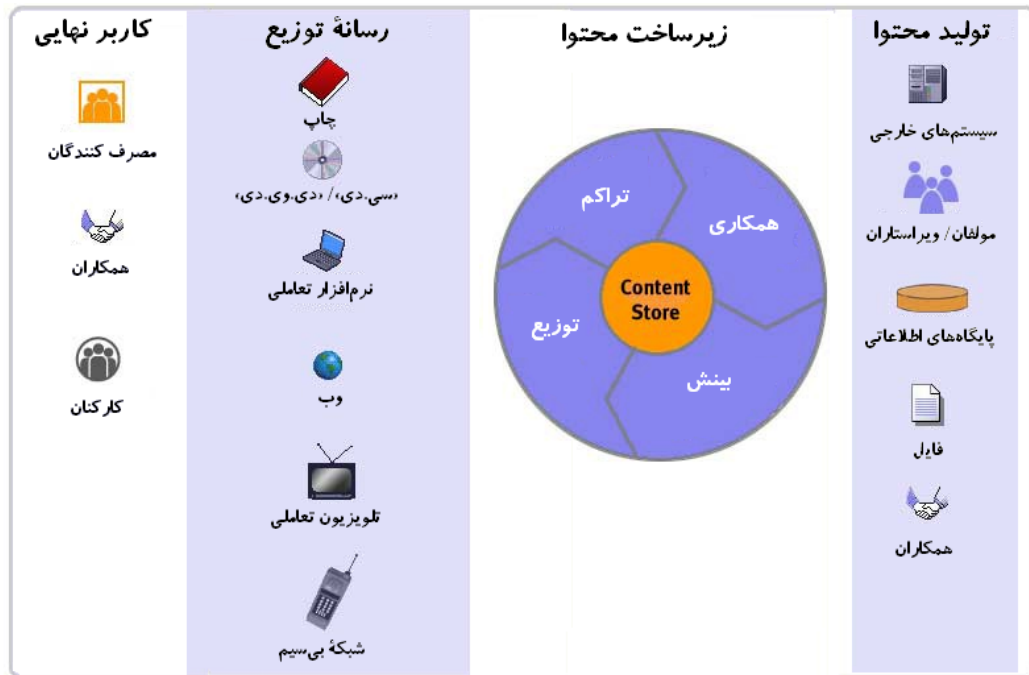 تولید محتوا
سیستم‌های خارجی
مولفان/ ویراستاران
پایگاه‌های اطلاعاتی
فایل
همکاران
زیرساخت محتوا
تراکم
همکاری
Content
Store
توزیع
بینش
رسانهٔ توزیع
چاپ
«سی.دی»/ «دی.وی.دی»
نرم‌افزار تعاملی
وب
تلویزیون تعاملی
شبکهٔ بی‌سیم
کاربر نهایی
مصرف کنندگان
همکاران
کارکنان